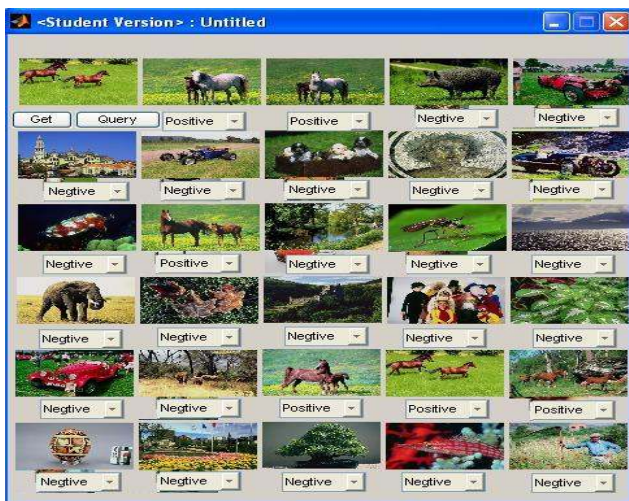 <Student Version> : Untitled
Get Query Positive Positive Negtive Negtive
Negtive Negtive Negtive Negtive Negtive
Negtive Positive Negtive Negtive Negtive
Negtive Negtive Negtive Negtive Negtive
Negtive Negtive Positive Positive Positive
Negtive Negtive Negtive Negtive Negtive